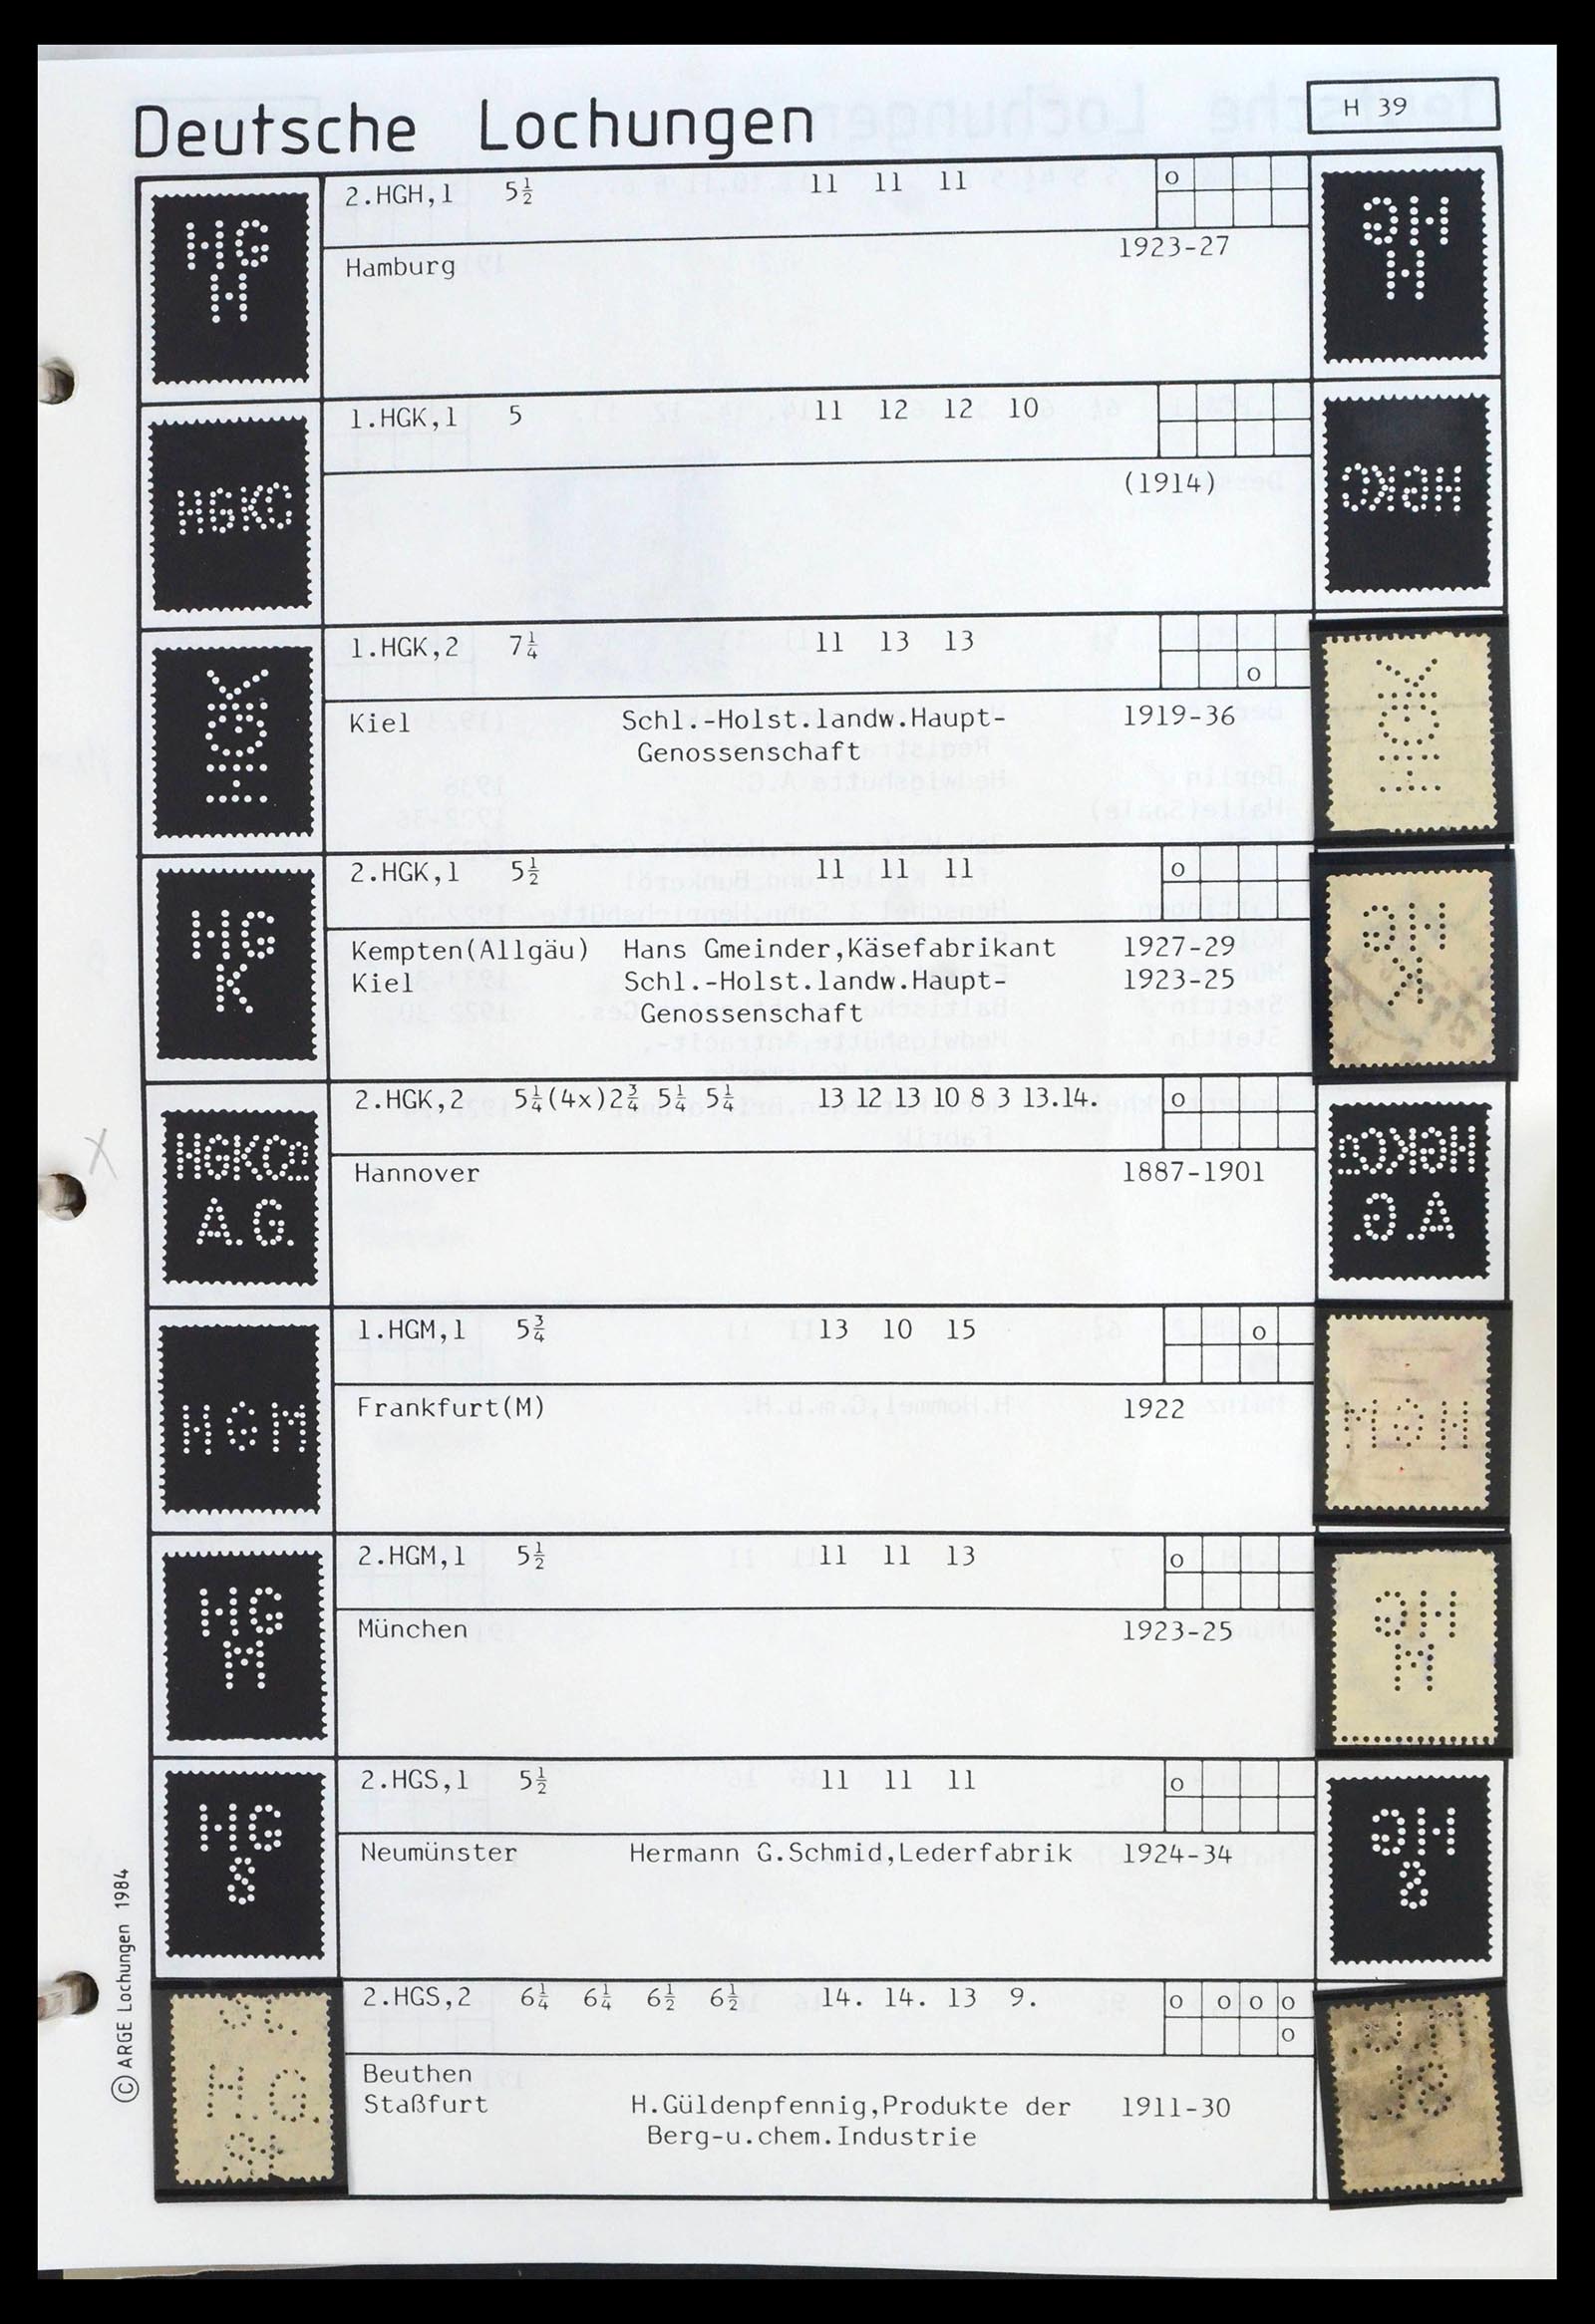 Deutsche Lochungen
H 39
HG
H
2.HGH,1 5½ 11 11 11 o
Hamburg 1923-27
HGKC
1.HGK,1 5 11 12 12 10
(1914)
HGK
1.HGK,2 7¼ 11 13 13 o
Kiel Schl.-Holst.landw.Haupt- 1919-36
Genossenschaft
HG
K
2.HGK,1 5½ 11 11 11 o
Kempten(Allgäu) Hans Gmeinder,Käsefabrikant 1927-29
Kiel Schl.-Holst.landw.Haupt- 1923-25
Genossenschaft
A.G.
2.HGK,2 5¼(4x)2¾ 5¼ 5¼ 13 12 13 10 8 3 13.14. o
Hannover 1887-1901
HGM
1.HGM,1 5¾ 13 10 15 o
Frankfurt(M) 1922
HG
M
2.HGM,1 5½ 11 11 13 o
München 1923-25
HG
S
2.HGS,1 5½ 11 11 11 o
Neumünster Hermann G.Schmid,Lederfabrik 1924-34
H.G.
2.HGS,2 6¼ 6¼ 6½ 6½ 14. 14. 13 9. o o o o
o
Beuthen
Staßfurt H.Güldenpfennig,Produkte der 1911-30
Berg-u.chem.Industrie
© ARGE Lochungen 1984